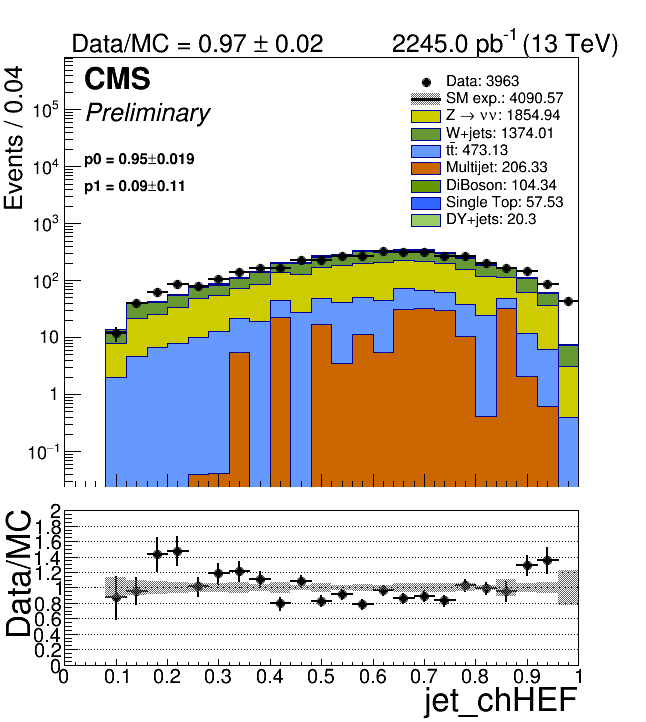 Data/MC = 0.97 ± 0.02 2245.0 pb⁻¹ (13 TeV)
CMS
Preliminary
p0 = 0.95±0.019
p1 = 0.09±0.11
Data: 3963
SM exp.: 4090.57
Z → νν: 1854.94
W+jets: 1374.01
tt̄: 473.13
Multijet: 206.33
DiBoson: 104.34
Single Top: 57.53
DY+jets: 20.3
Events / 0.04
10⁵
10⁴
10³
10²
10
1
10⁻¹
Data/MC
2
1.8
1.6
1.4
1.2
1
0.8
0.6
0.4
0.2
0
0 0.1 0.2 0.3 0.4 0.5 0.6 0.7 0.8 0.9 1
jet_chHEF